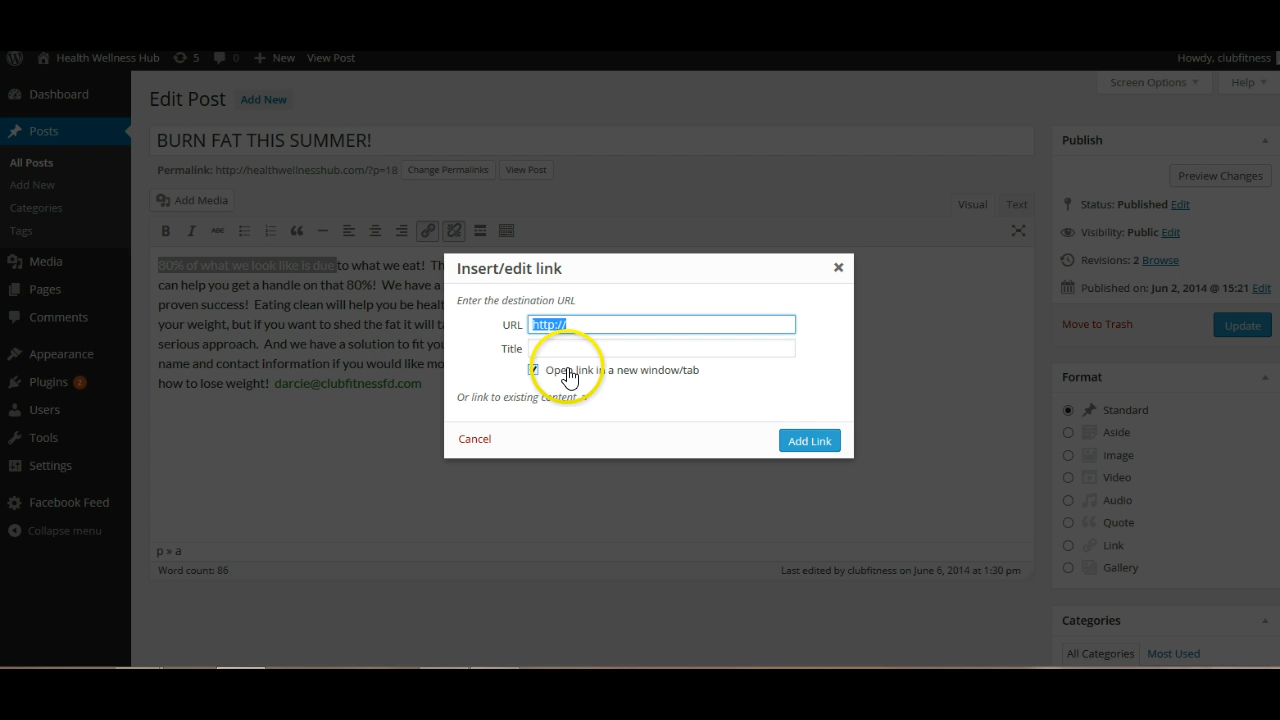 Health Wellness Hub 5 0 New View Post Howdy, clubfitness
Screen Options Help
Dashboard
Posts
All Posts
Add New
Categories
Tags
Media
Pages
Comments
Appearance
Plugins 2
Users
Tools
Settings
Facebook Feed
Collapse menu
Edit Post Add New
BURN FAT THIS SUMMER!
Permalink: http://healthwellnesshub.com/?p=18 Change Permalinks View Post
Add Media Visual Text
B I ABC
80% of what we look like is due to what we eat!
can help you get a handle on that 80%! We have a
proven success! Eating clean will help you be
your weight, but if you want to shed the fat it will
serious approach. And we have a solution to fit
name and contact information if you would like
how to lose weight! darcie@clubfitnessfd.com
p » a
Word count: 86 Last edited by clubfitness on June 6, 2014 at 1:30 pm
Insert/edit link
Enter the destination URL
URL http://
Title
Open link in a new window/tab
Or link to existing content
Cancel Add Link
Publish
Preview Changes
Status: Published Edit
Visibility: Public Edit
Revisions: 2 Browse
Published on: Jun 2, 2014 @ 15:21 Edit
Move to Trash Update
Format
Standard
Aside
Image
Video
Audio
Quote
Link
Gallery
Categories
All Categories Most Used